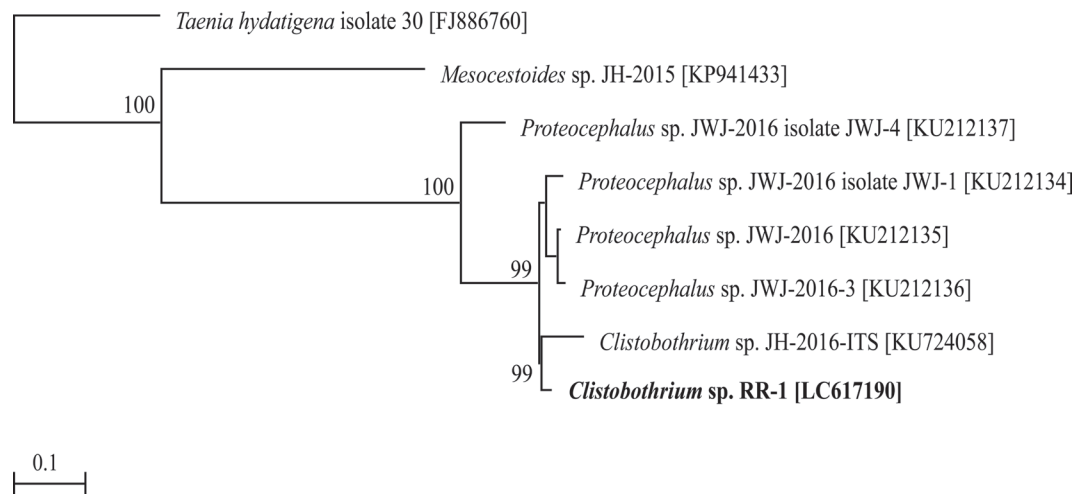 Taenia hydatigena isolate 30 [FJ886760]
Mesocestoides sp. JH-2015 [KP941433]
100
Proteocephalus sp. JWJ-2016 isolate JWJ-4 [KU212137]
100
Proteocephalus sp. JWJ-2016 isolate JWJ-1 [KU212134]
Proteocephalus sp. JWJ-2016 [KU212135]
99
Proteocephalus sp. JWJ-2016-3 [KU212136]
Clistobothrium sp. JH-2016-ITS [KU724058]
99
Clistobothrium sp. RR-1 [LC617190]
0.1